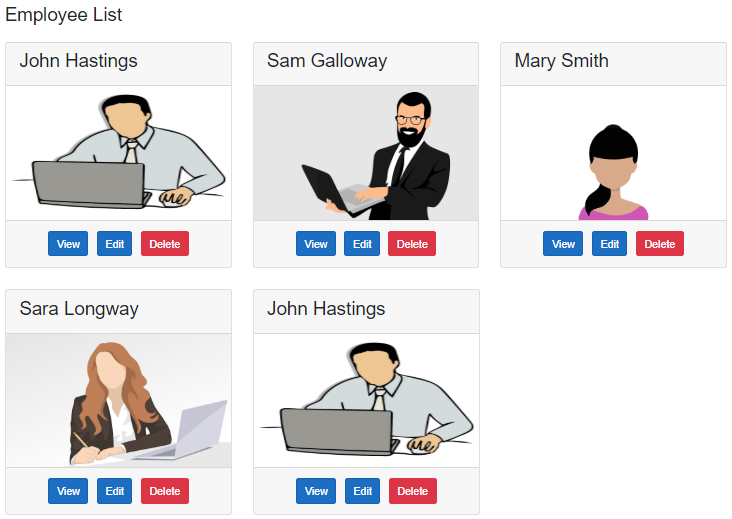 Employee List
John Hastings
Sam Galloway
Mary Smith
View Edit Delete
View Edit Delete
View Edit Delete
Sara Longway
John Hastings
View Edit Delete
View Edit Delete